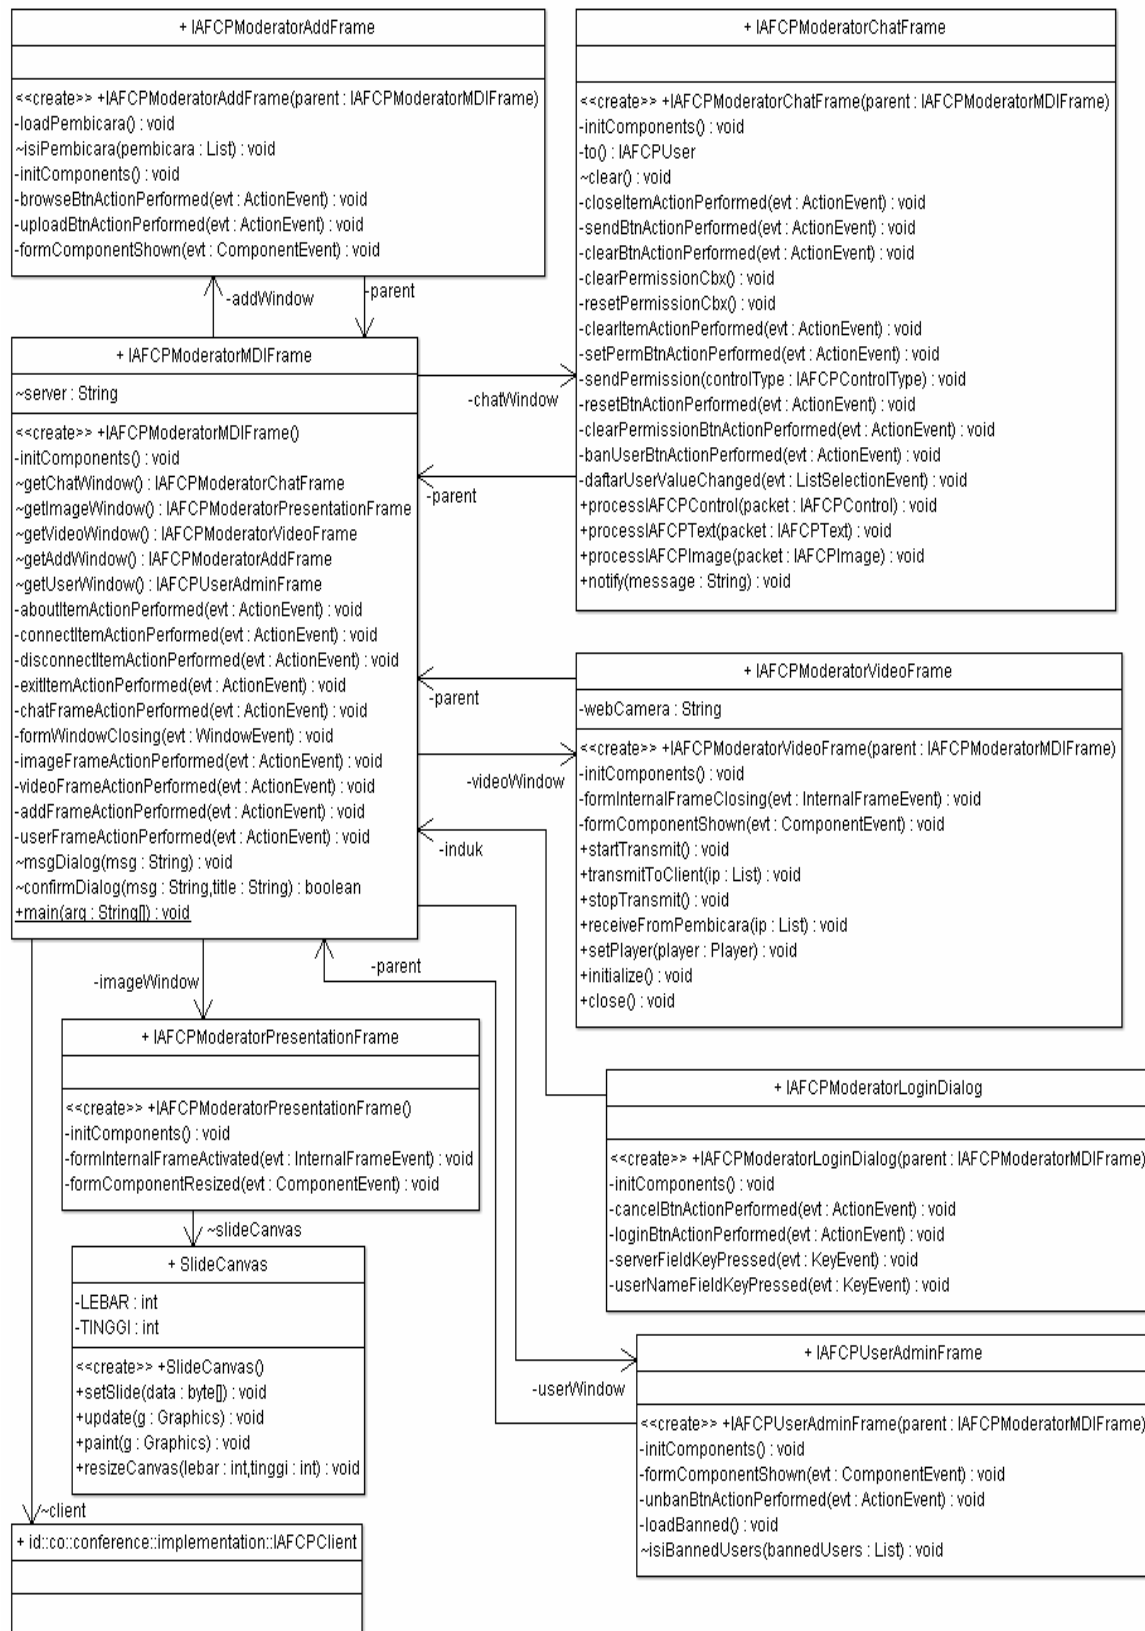 + IAFCPModeratorAddFrame
<<create>> +IAFCPModeratorAddFrame(parent : IAFCPModeratorMDIFrame)
-loadPembicara() : void
~isiPembicara(pembicara : List) : void
-initComponents() : void
-browseBtnActionPerformed(evt : ActionEvent) : void
-uploadBtnActionPerformed(evt : ActionEvent) : void
-formComponentShown(evt : ComponentEvent) : void
-addWindow
-parent
+ IAFCPModeratorChatFrame
<<create>> +IAFCPModeratorChatFrame(parent : IAFCPModeratorMDIFrame)
-initComponents() : void
-to() : IAFCPUser
~clear() : void
-closeItemActionPerformed(evt : ActionEvent) : void
-sendBtnActionPerformed(evt : ActionEvent) : void
-clearBtnActionPerformed(evt : ActionEvent) : void
-clearPermissionCbx() : void
-resetPermissionCbx() : void
-clearItemActionPerformed(evt : ActionEvent) : void
-setPermBtnActionPerformed(evt : ActionEvent) : void
-sendPermission(controlType : IAFCPControlType) : void
-resetBtnActionPerformed(evt : ActionEvent) : void
-clearPermissionBtnActionPerformed(evt : ActionEvent) : void
-banUserBtnActionPerformed(evt : ActionEvent) : void
-daftarUserValueChanged(evt : ListSelectionEvent) : void
+processIAFCPControl(packet : IAFCPControl) : void
+processIAFCPText(packet : IAFCPText) : void
+processIAFCPImage(packet : IAFCPImage) : void
+notify(message : String) : void
+ IAFCPModeratorMDIFrame
~server : String
<<create>> +IAFCPModeratorMDIFrame()
-initComponents() : void
~getChatWindow() : IAFCPModeratorChatFrame
~getImageWindow() : IAFCPModeratorPresentationFrame
~getVideoWindow() : IAFCPModeratorVideoFrame
~getAddWindow() : IAFCPModeratorAddFrame
~getUserWindow() : IAFCPUserAdminFrame
-aboutItemActionPerformed(evt : ActionEvent) : void
-connectItemActionPerformed(evt : ActionEvent) : void
-disconnectItemActionPerformed(evt : ActionEvent) : void
-exitItemActionPerformed(evt : ActionEvent) : void
-chatFrameActionPerformed(evt : ActionEvent) : void
-formWindowClosing(evt : WindowEvent) : void
-imageFrameActionPerformed(evt : ActionEvent) : void
-videoFrameActionPerformed(evt : ActionEvent) : void
-addFrameActionPerformed(evt : ActionEvent) : void
-userFrameActionPerformed(evt : ActionEvent) : void
~msgDialog(msg : String) : void
~confirmDialog(msg : String,title : String) : boolean
+main(arg : String[]) : void
-chatWindow
-parent
-parent
-videoWindow
-induk
-parent
-imageWindow
+ IAFCPModeratorVideoFrame
-webCamera : String
<<create>> +IAFCPModeratorVideoFrame(parent : IAFCPModeratorMDIFrame)
-initComponents() : void
-formInternalFrameClosing(evt : InternalFrameEvent) : void
-formComponentShown(evt : ComponentEvent) : void
+startTransmit() : void
+transmitToClient(ip : List) : void
+stopTransmit() : void
+receiveFromPembicara(ip : List) : void
+setPlayer(player : Player) : void
+initialize() : void
+close() : void
+ IAFCPModeratorPresentationFrame
<<create>> +IAFCPModeratorPresentationFrame()
-initComponents() : void
-formInternalFrameActivated(evt : InternalFrameEvent) : void
-formComponentResized(evt : ComponentEvent) : void
~slideCanvas
+ IAFCPModeratorLoginDialog
<<create>> +IAFCPModeratorLoginDialog(parent : IAFCPModeratorMDIFrame)
-initComponents() : void
-cancelBtnActionPerformed(evt : ActionEvent) : void
-loginBtnActionPerformed(evt : ActionEvent) : void
-serverFieldKeyPressed(evt : KeyEvent) : void
-userNameFieldKeyPressed(evt : KeyEvent) : void
+ SlideCanvas
-LEBAR : int
-TINGGI : int
<<create>> +SlideCanvas()
+setSlide(data : byte[]) : void
+update(g : Graphics) : void
+paint(g : Graphics) : void
+resizeCanvas(lebar : int,tinggi : int) : void
-userWindow
+ IAFCPUserAdminFrame
<<create>> +IAFCPUserAdminFrame(parent : IAFCPModeratorMDIFrame)
-initComponents() : void
-formComponentShown(evt : ComponentEvent) : void
-unbanBtnActionPerformed(evt : ActionEvent) : void
-loadBanned() : void
~isiBannedUsers(bannedUsers : List) : void
~client
+ id::co::conference::implementation::IAFCPClient